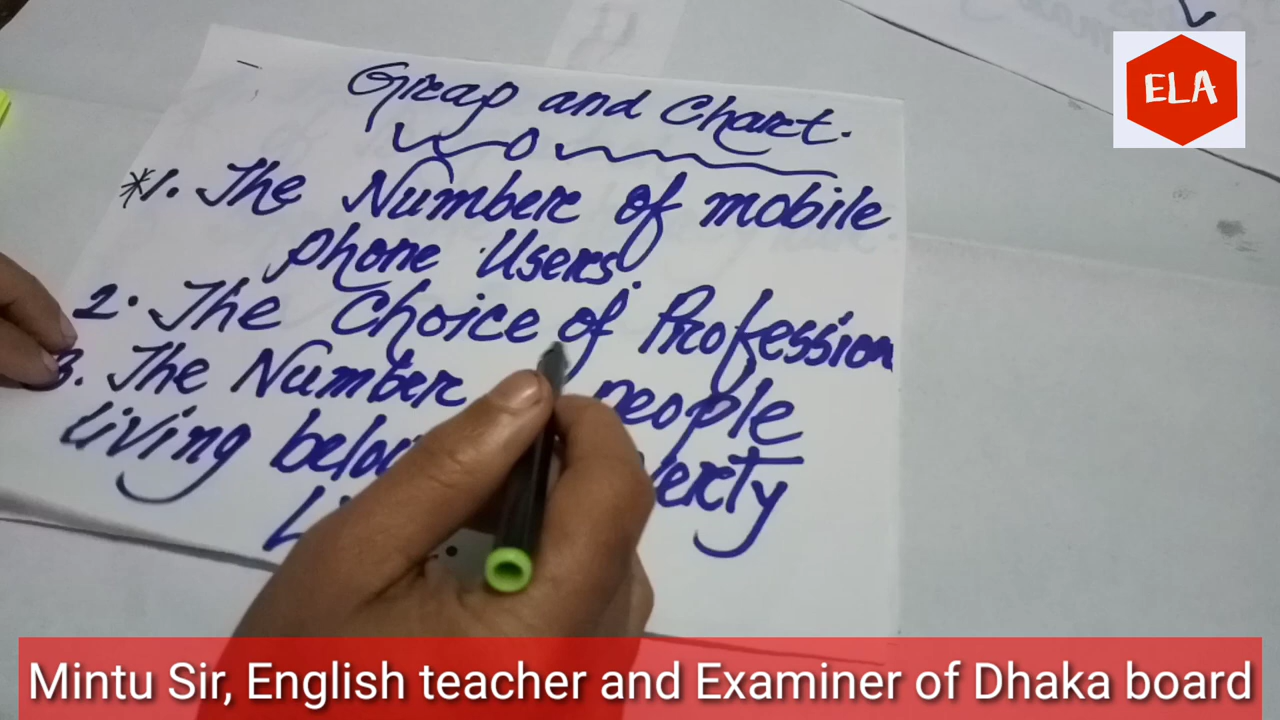 ELA
Grap and Chart.
*1. The Number of mobile
phone Users.
2. The Choice of Profession
3. The Number people
living
Mintu Sir, English teacher and Examiner of Dhaka board